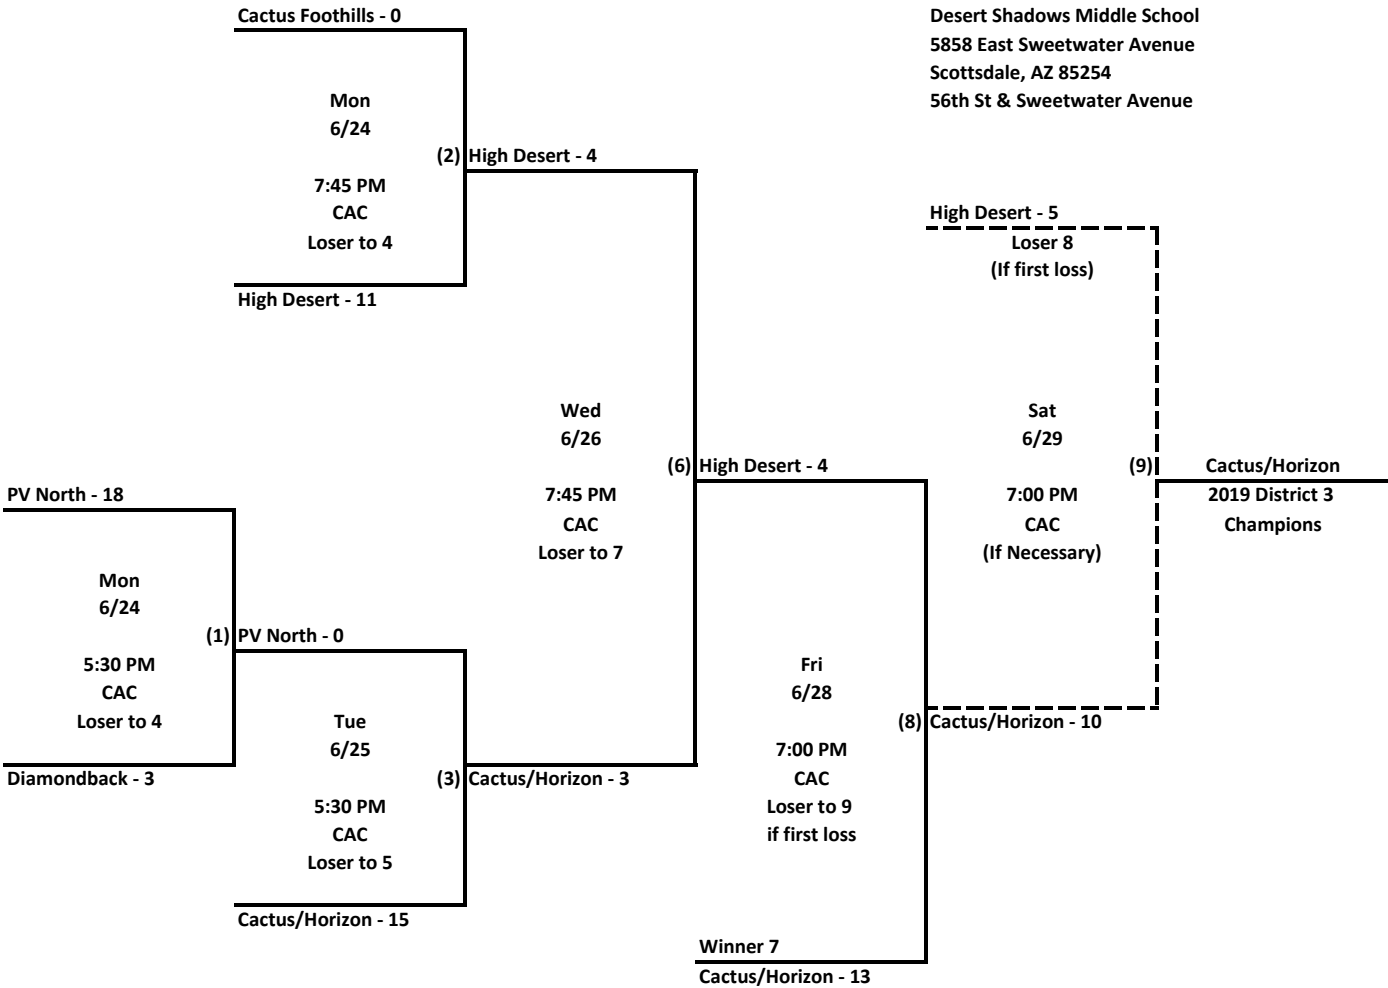 Cactus Foothills - 0
Desert Shadows Middle School
5858 East Sweetwater Avenue
Scottsdale, AZ 85254
56th St & Sweetwater Avenue
Mon
6/24
(2) High Desert - 4
7:45 PM
CAC
Loser to 4
High Desert - 11
High Desert - 5
Loser 8
(If first loss)
Wed
6/26
(6) High Desert - 4
7:45 PM
CAC
Loser to 7
Sat
6/29
(9)
7:00 PM
CAC
(If Necessary)
Cactus/Horizon
2019 District 3
Champions
PV North - 18
Mon
6/24
(1) PV North - 0
5:30 PM
CAC
Loser to 4
Diamondback - 3
Tue
6/25
(3) Cactus/Horizon - 3
5:30 PM
CAC
Loser to 5
Cactus/Horizon - 15
Fri
6/28
(8) Cactus/Horizon - 10
7:00 PM
CAC
Loser to 9
if first loss
Winner 7
Cactus/Horizon - 13